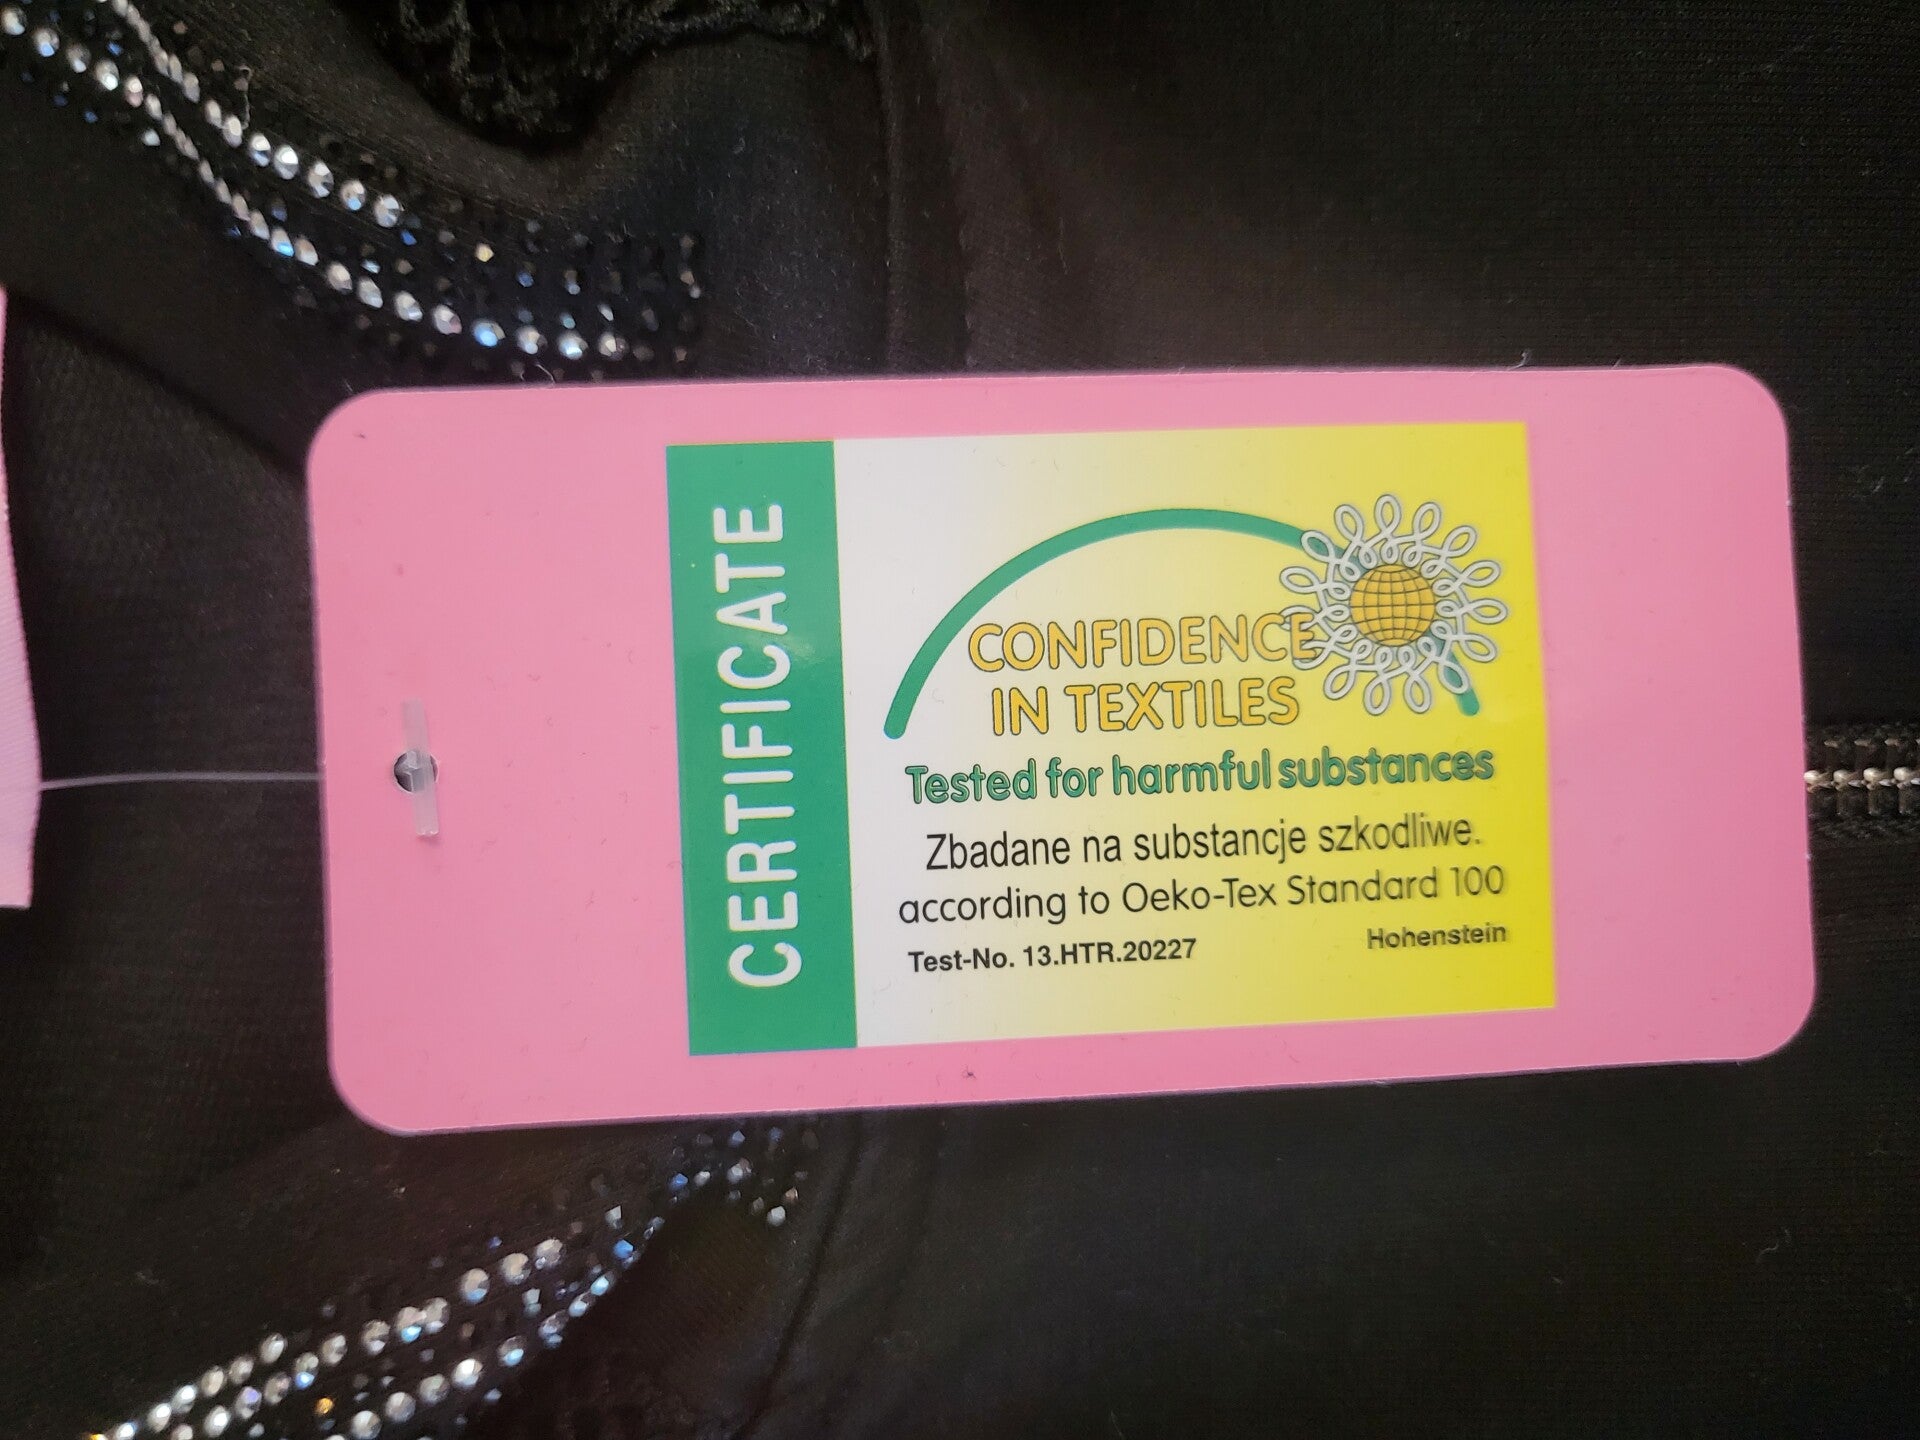 CERTIFICATE
CONFIDENCE
IN TEXTILES
Tested for harmful substances
Zbadane na substancje szkodliwe.
according to Oeko-Tex Standard 100
Test-No. 13.HTR.20227 Hohenstein